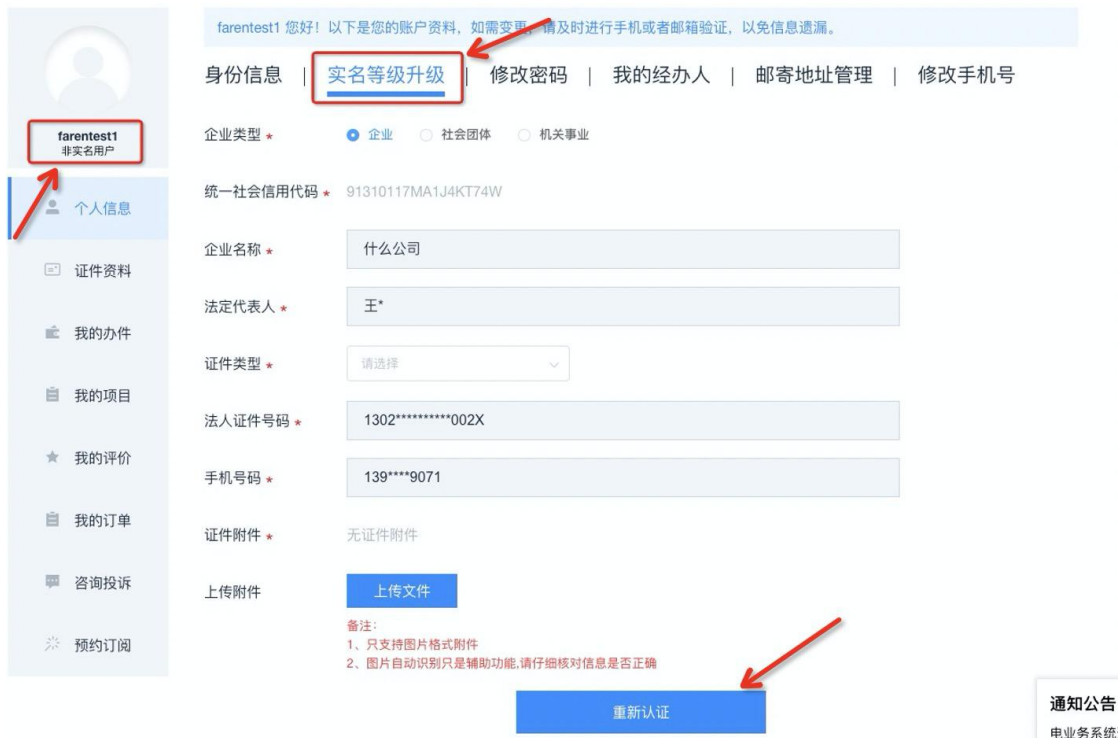 farentest1 您好！以下是您的账户资料，如需变更，请及时进行手机或者邮箱验证，以免信息遗漏。
身份信息 | 实名等级升级 | 修改密码 | 我的经办人 | 邮寄地址管理 | 修改手机号
farentest1
非实名用户
个人信息
证件资料
我的办件
我的项目
我的评价
我的订单
咨询投诉
预约订阅
企业类型 * 企业 社会团体 机关事业
统一社会信用代码 * 91310117MA1J4KT74W
企业名称 * 什么公司
法定代表人 * 王*
证件类型 * 请选择
法人证件号码 * 1302**********002X
手机号码 * 139****9071
证件附件 * 无证件附件
上传附件 上传文件
备注：
1、只支持图片格式附件
2、图片自动识别只是辅助功能,请仔细核对信息是否正确
重新认证
通知公告
电业务系统